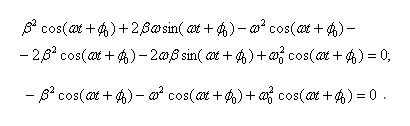 β² cos(ωt + ϕ₀) + 2βω sin(ωt + ϕ₀) − ω² cos(ωt + ϕ₀) −
− 2β² cos(ωt + ϕ₀) − 2ωβ sin(ωt + ϕ₀) + ω₀² cos(ωt + ϕ₀) = 0;
− β² cos(ωt + ϕ₀) − ω² cos(ωt + ϕ₀) + ω₀² cos(ωt + ϕ₀) = 0 .